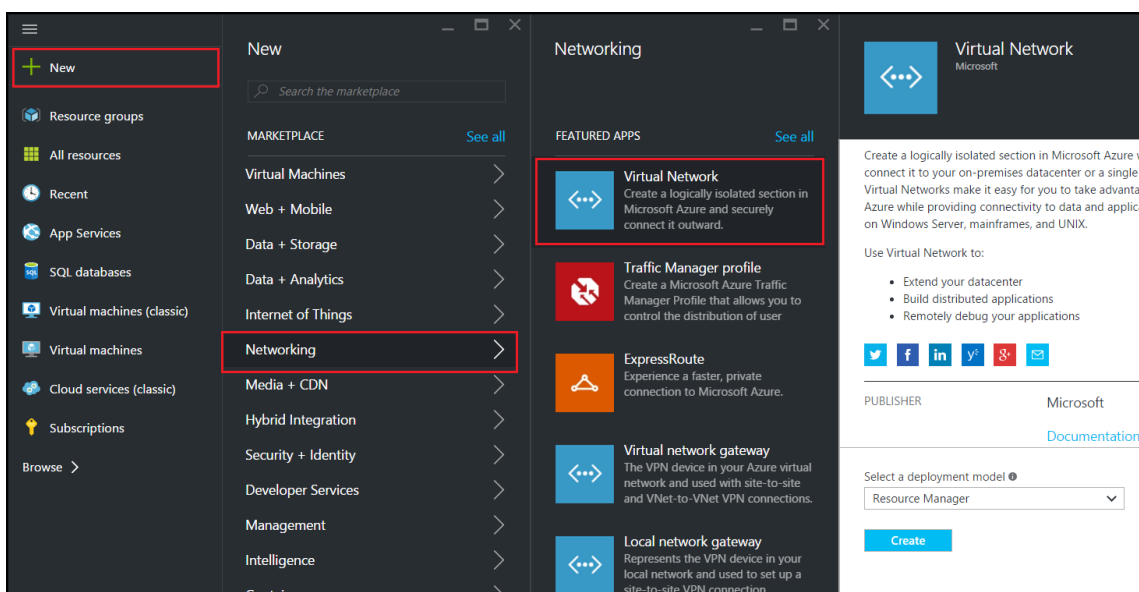 New
Resource groups
All resources
Recent
App Services
SQL
SQL databases
Virtual machines (classic)
Virtual machines
Cloud services (classic)
Subscriptions
Browse
New
Search the marketplace
MARKETPLACE
See all
Virtual Machines
Web + Mobile
Data + Storage
Data + Analytics
Internet of Things
Networking
Media + CDN
Hybrid Integration
Security + Identity
Developer Services
Management
Intelligence
Networking
FEATURED APPS
See all
Virtual Network
Create a logically isolated section in
Microsoft Azure and securely
connect it outward.
Traffic Manager profile
Create a Microsoft Azure Traffic
Manager Profile that allows you to
control the distribution of user
ExpressRoute
Experience a faster, private
connection to Microsoft Azure.
Virtual network gateway
The VPN device in your Azure virtual
network and used with site-to-site
and VNet-to-VNet VPN connections.
Local network gateway
Represents the VPN device in your
local network and used to set up a
site-to-site VPN connection
Virtual Network
Microsoft
Create a logically isolated section in Microsoft Azure
connect it to your on-premises datacenter or a single
Virtual Networks make it easy for you to take advanta
Azure while providing connectivity to data and applic
on Windows Server, mainframes, and UNIX.
Use Virtual Network to:
Extend your datacenter
Build distributed applications
Remotely debug your applications
PUBLISHER
Microsoft
Documentation
Select a deployment model
Resource Manager
Create